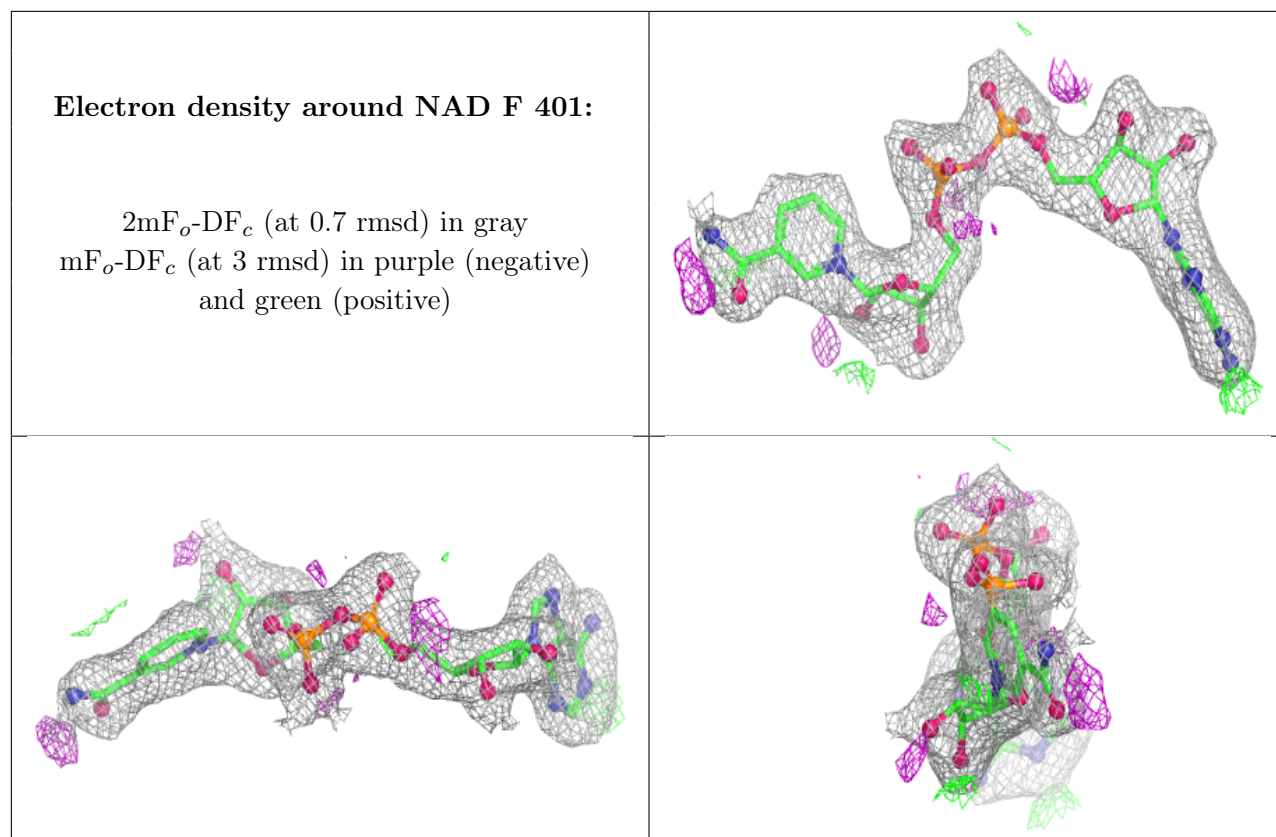 Electron density around NAD F 401:
2mFₒ-DF𝒸 (at 0.7 rmsd) in gray
mFₒ-DF𝒸 (at 3 rmsd) in purple (negative)
and green (positive)